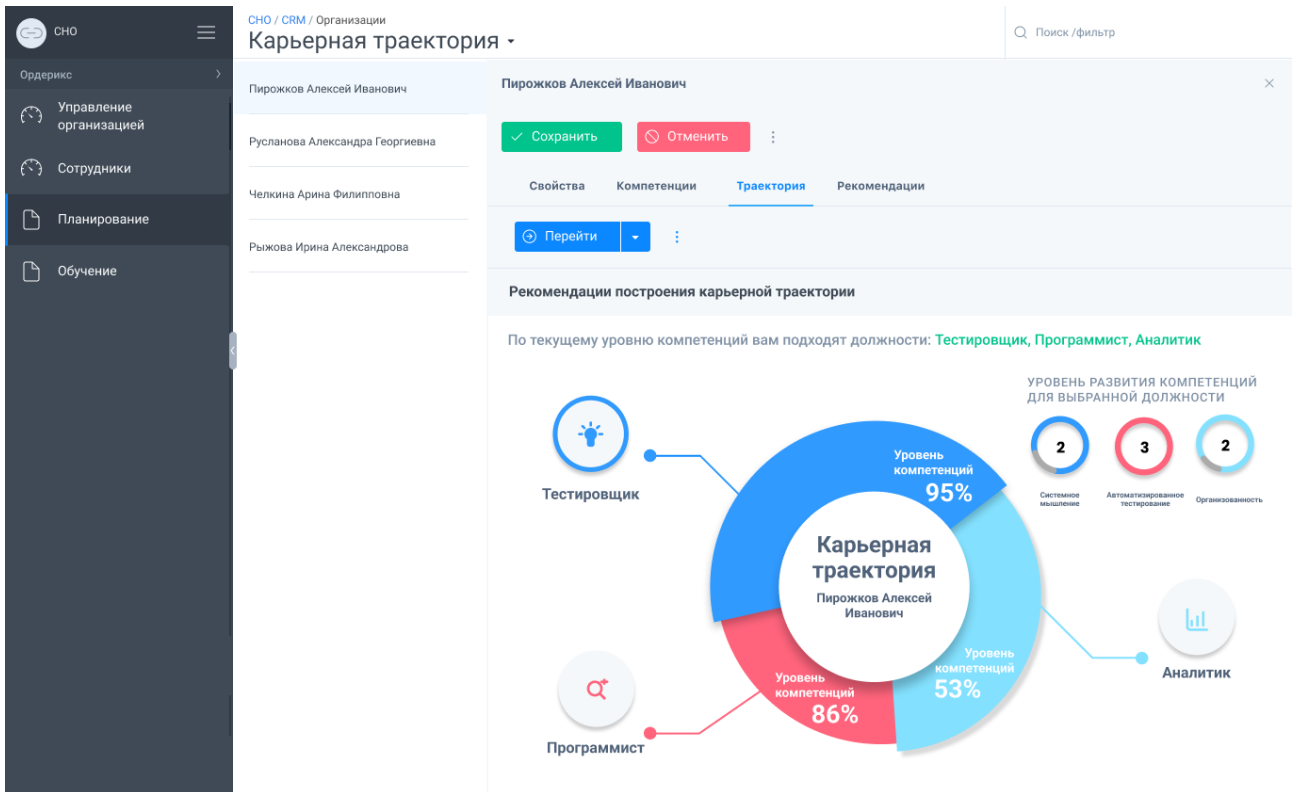 СНО
Ордерикс
Управление
организацией
Сотрудники
Планирование
Обучение
СНО / CRM / Организации
Карьерная траектория
Поиск /фильтр
Пирожков Алексей Иванович
Русланова Александра Георгиевна
Челкина Арина Филипповна
Рыжова Ирина Александрова
Пирожков Алексей Иванович
Сохранить
Отменить
Свойства Компетенции Траектория Рекомендации
Перейти
Рекомендации построения карьерной траектории
По текущему уровню компетенций вам подходят должности: Тестировщик, Программист, Аналитик
УРОВЕНЬ РАЗВИТИЯ КОМПЕТЕНЦИЙ
ДЛЯ ВЫБРАННОЙ ДОЛЖНОСТИ
2 3 2
Системное
мышление
Автоматизированное
тестирование
Организованность
Тестировщик
Уровень
компетенций
95%
Карьерная
траектория
Пирожков Алексей
Иванович
Уровень
компетенций
53%
Аналитик
Уровень
компетенций
86%
Программист